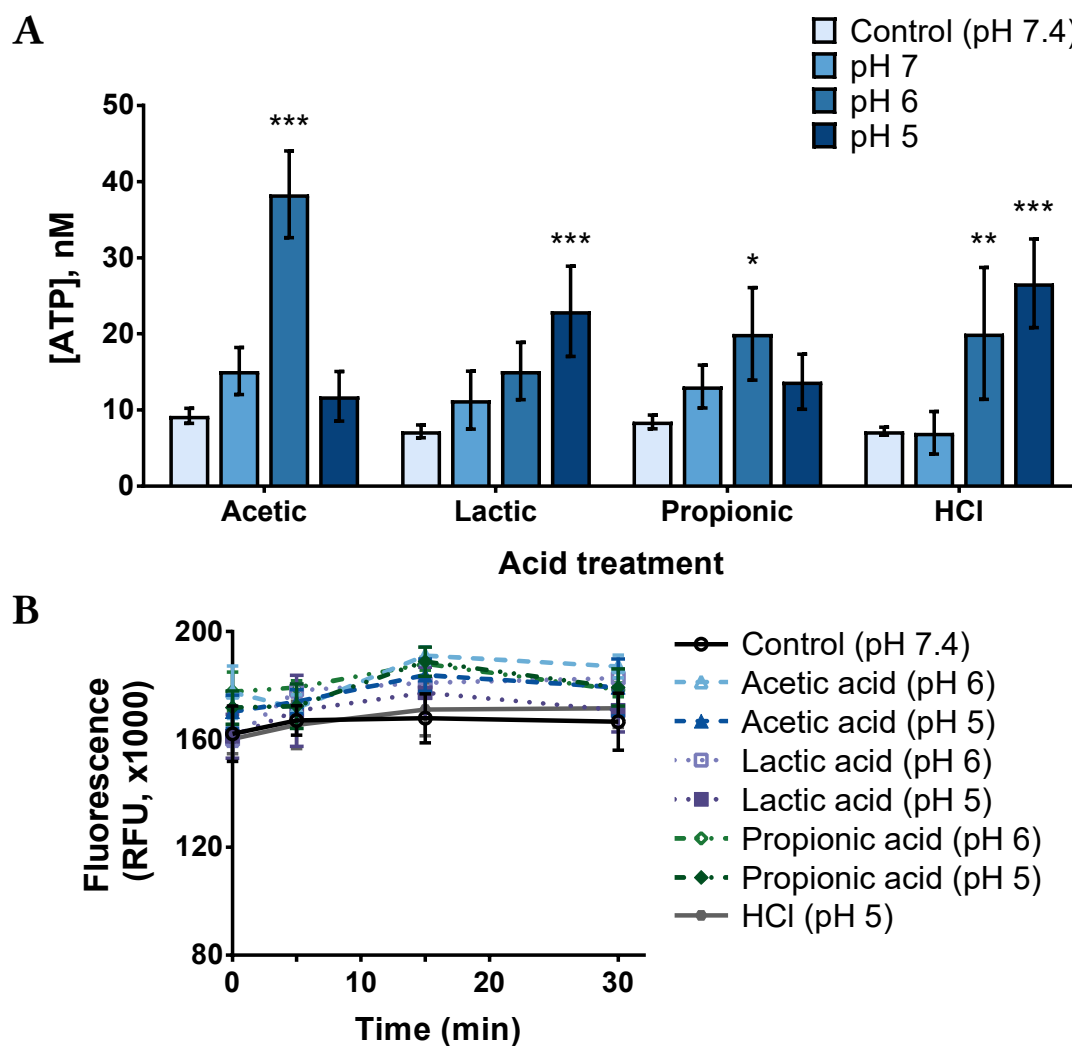 A
Control (pH 7.4)
pH 7
pH 6
pH 5
[ATP], nM
50
40
30
20
10
0
***
***
*
**
***
Acetic
Lactic
Propionic
HCl
Acid treatment
B
Fluorescence
(RFU, x1000)
200
160
120
80
0
10
20
30
Time (min)
Control (pH 7.4)
Acetic acid (pH 6)
Acetic acid (pH 5)
Lactic acid (pH 6)
Lactic acid (pH 5)
Propionic acid (pH 6)
Propionic acid (pH 5)
HCl (pH 5)